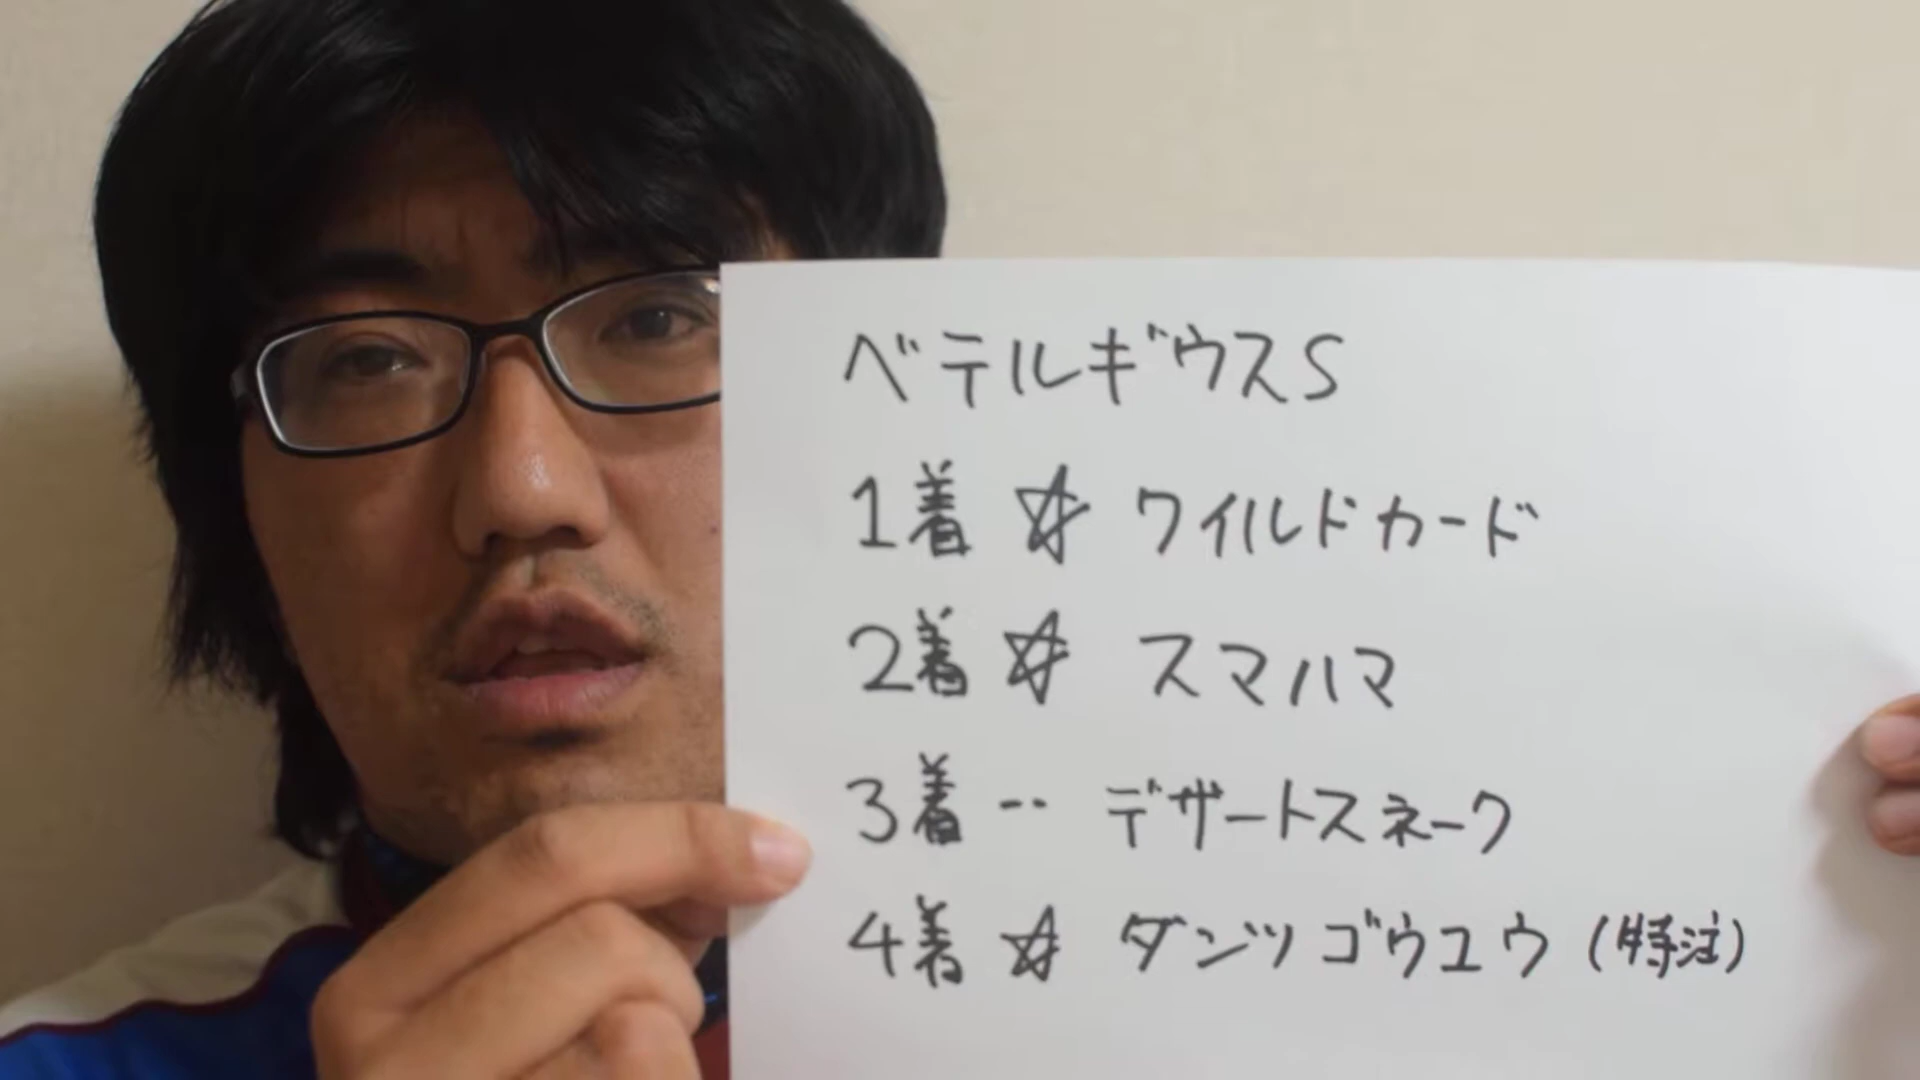 ベテルギウスS
1着 ☆ ワイルドカード
2着 ☆ スマハマ
3着 -- デザートスネーク
4着 ☆ ダンツゴウユウ (特注)